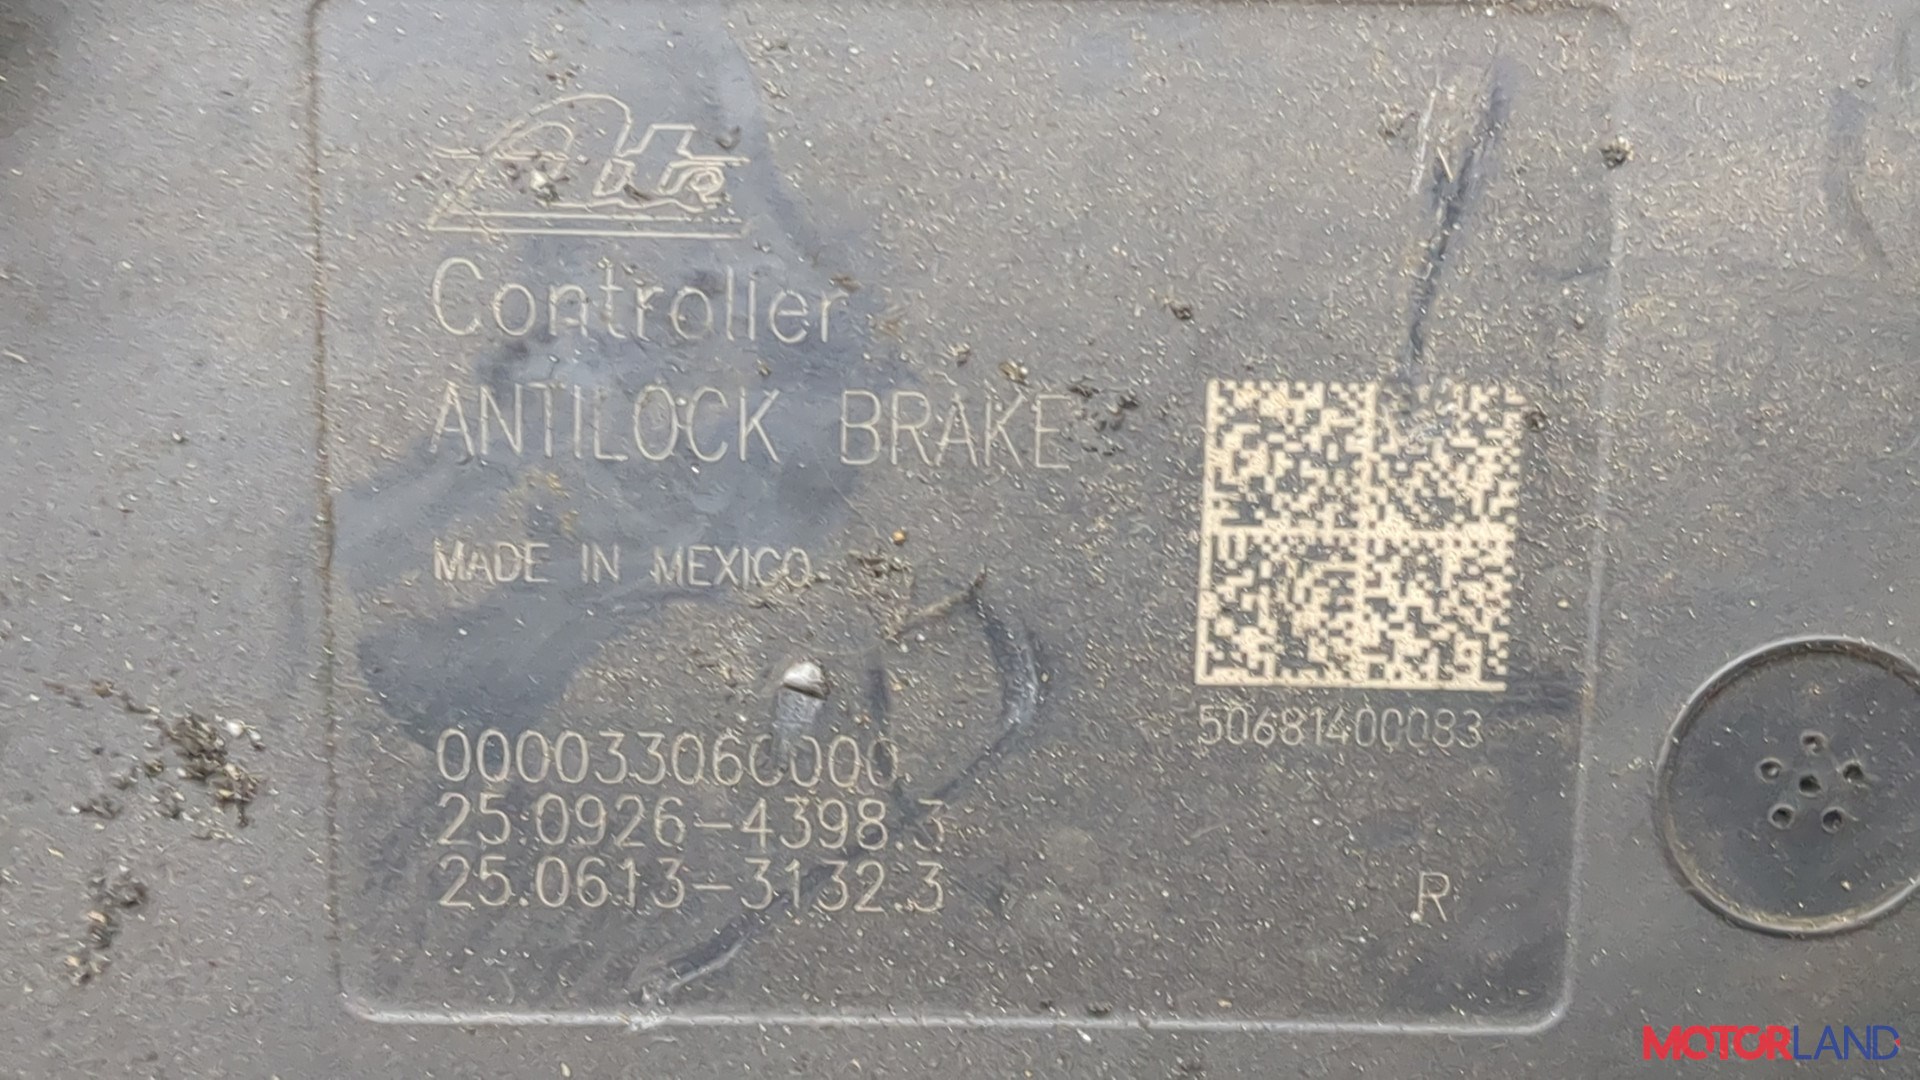 Ate
Controller
ANTILOCK BRAKE
MADE IN MEXICO
50681400083
000033060000
25.0926-4398.3
25.0613-3132.3
R
MOTORLAND